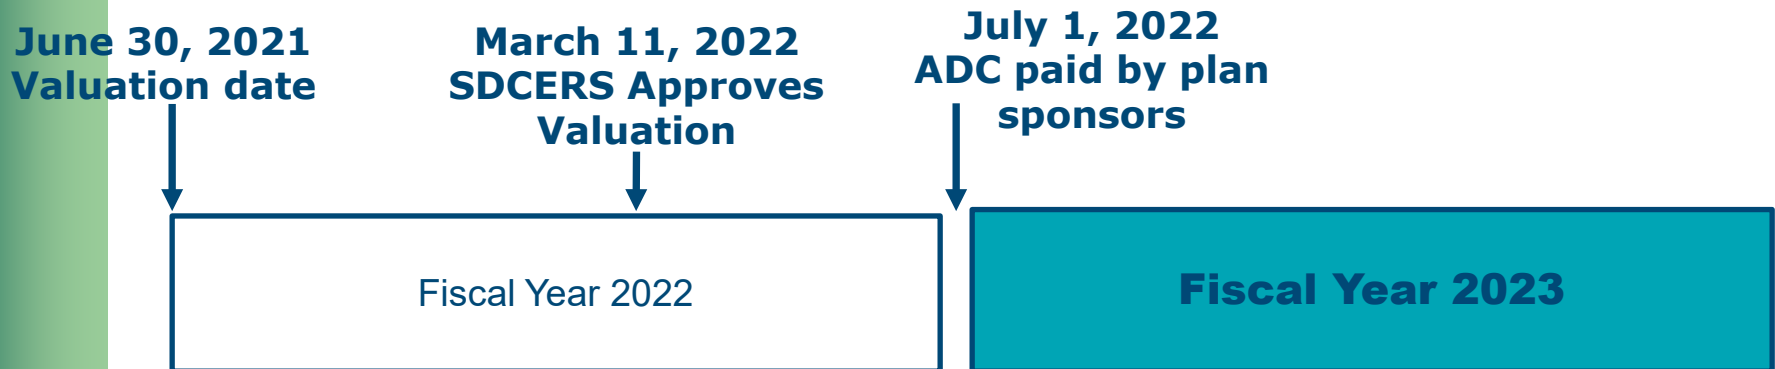 June 30, 2021
Valuation date
March 11, 2022
SDCERS Approves
Valuation
July 1, 2022
ADC paid by plan
sponsors
Fiscal Year 2022
Fiscal Year 2023